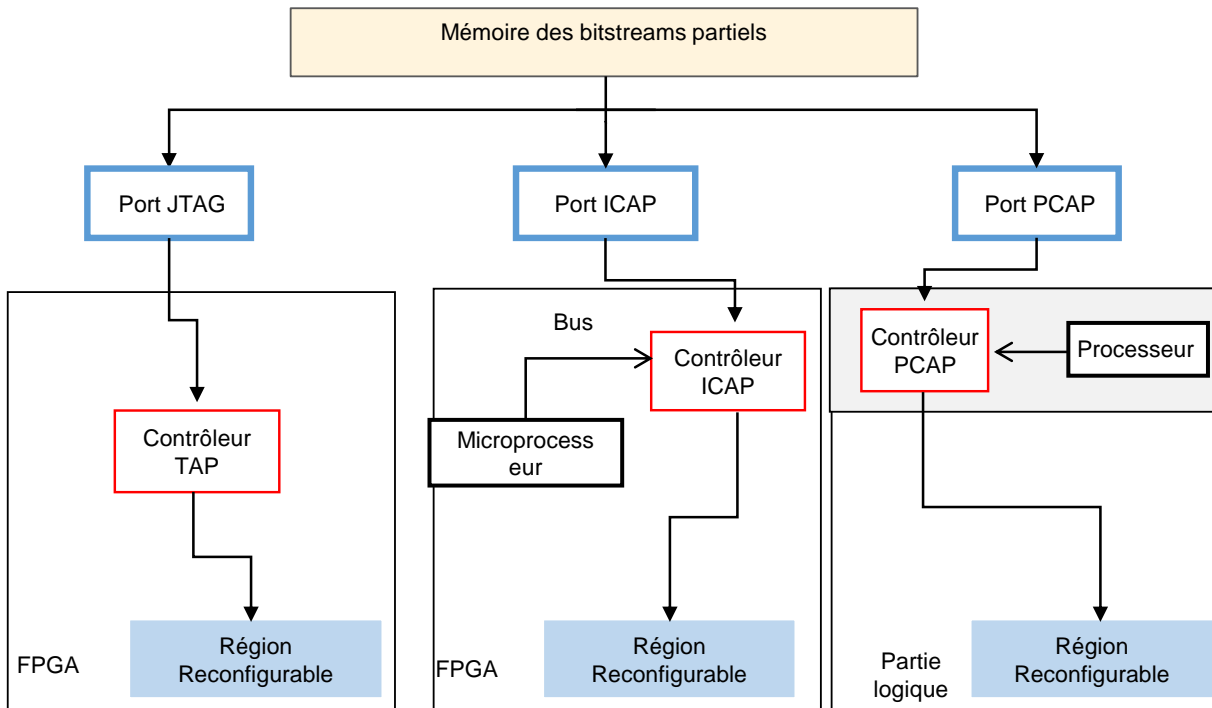 Mémoire des bitstreams partiels
Port JTAG
Port ICAP
Port PCAP
Bus
Contrôleur
TAP
Contrôleur
ICAP
Microprocess
eur
Contrôleur
PCAP
Processeur
Région
Reconfigurable
FPGA
Région
Reconfigurable
FPGA
Région
Reconfigurable
Partie
logique